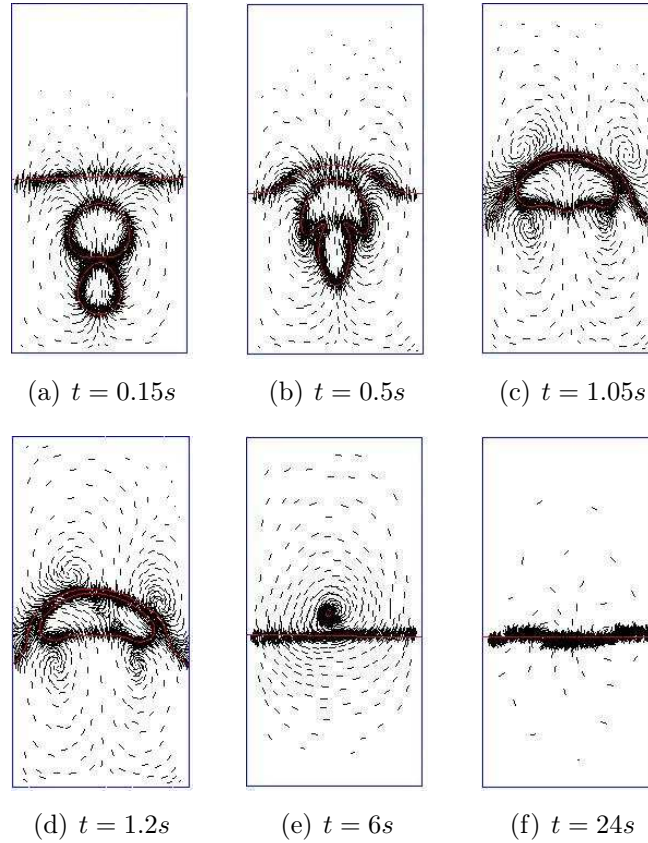 (a) t = 0.15s
(b) t = 0.5s
(c) t = 1.05s
(d) t = 1.2s
(e) t = 6s
(f) t = 24s